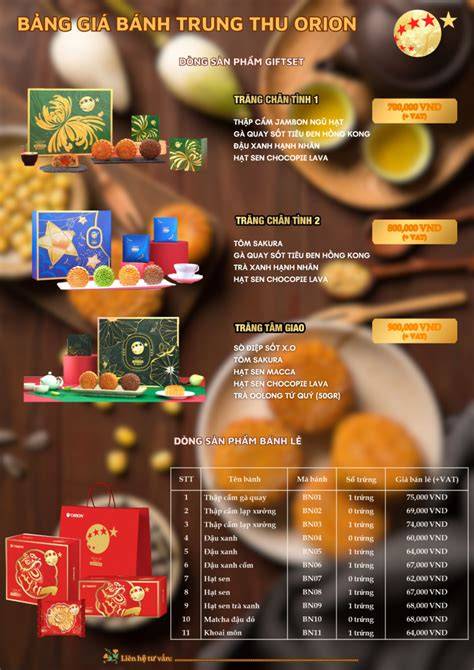 BẢNG GIÁ BÁNH TRUNG THU ORION
DÒNG SẢN PHẨM GIFTSET
TRĂNG CHÂN TÌNH 1
700,000 VND
(+ VAT)
THẬP CẨM JAMBON NGŨ HẠT
GÀ QUAY SỐT TIÊU ĐEN HỒNG KONG
ĐẬU XANH HẠNH NHÂN
HẠT SEN CHOCOPIE LAVA
TRĂNG CHÂN TÌNH 2
800,000 VND
(+ VAT)
TÔM SAKURA
GÀ QUAY SỐT TIÊU ĐEN HỒNG KONG
TRÀ XANH HẠNH NHÂN
HẠT SEN CHOCOPIE LAVA
TRĂNG TÂM GIAO
900,000 VND
(+ VAT)
SÒ ĐIỆP SỐT X.O
TÔM SAKURA
HẠT SEN MACCA
HẠT SEN CHOCOPIE LAVA
TRÀ OOLONG TỨ QUÝ (50GR)
DÒNG SẢN PHẨM BÁNH LẺ
STT Tên bánh Mã bánh Số trứng Giá bán lẻ (+VAT)
1 Thập cẩm gà quay BN01 1 trứng 75,000 VND
2 Thập cẩm lạp xưởng BN02 0 trứng 69,000 VND
3 Thập cẩm lạp xưởng BN03 1 trứng 74,000 VND
4 Đậu xanh BN04 0 trứng 60,000 VND
5 Đậu xanh BN05 1 trứng 64,000 VND
6 Đậu xanh cốm BN06 1 trứng 67,000 VND
7 Hạt sen BN07 0 trứng 62,000 VND
8 Hạt sen BN08 1 trứng 67,000 VND
9 Hạt sen trà xanh BN09 1 trứng 68,000 VND
10 Matcha đậu đỏ BN10 0 trứng 67,000 VND
11 Khoai môn BN11 1 trứng 64,000 VND
ORION
Liên hệ tư vấn: